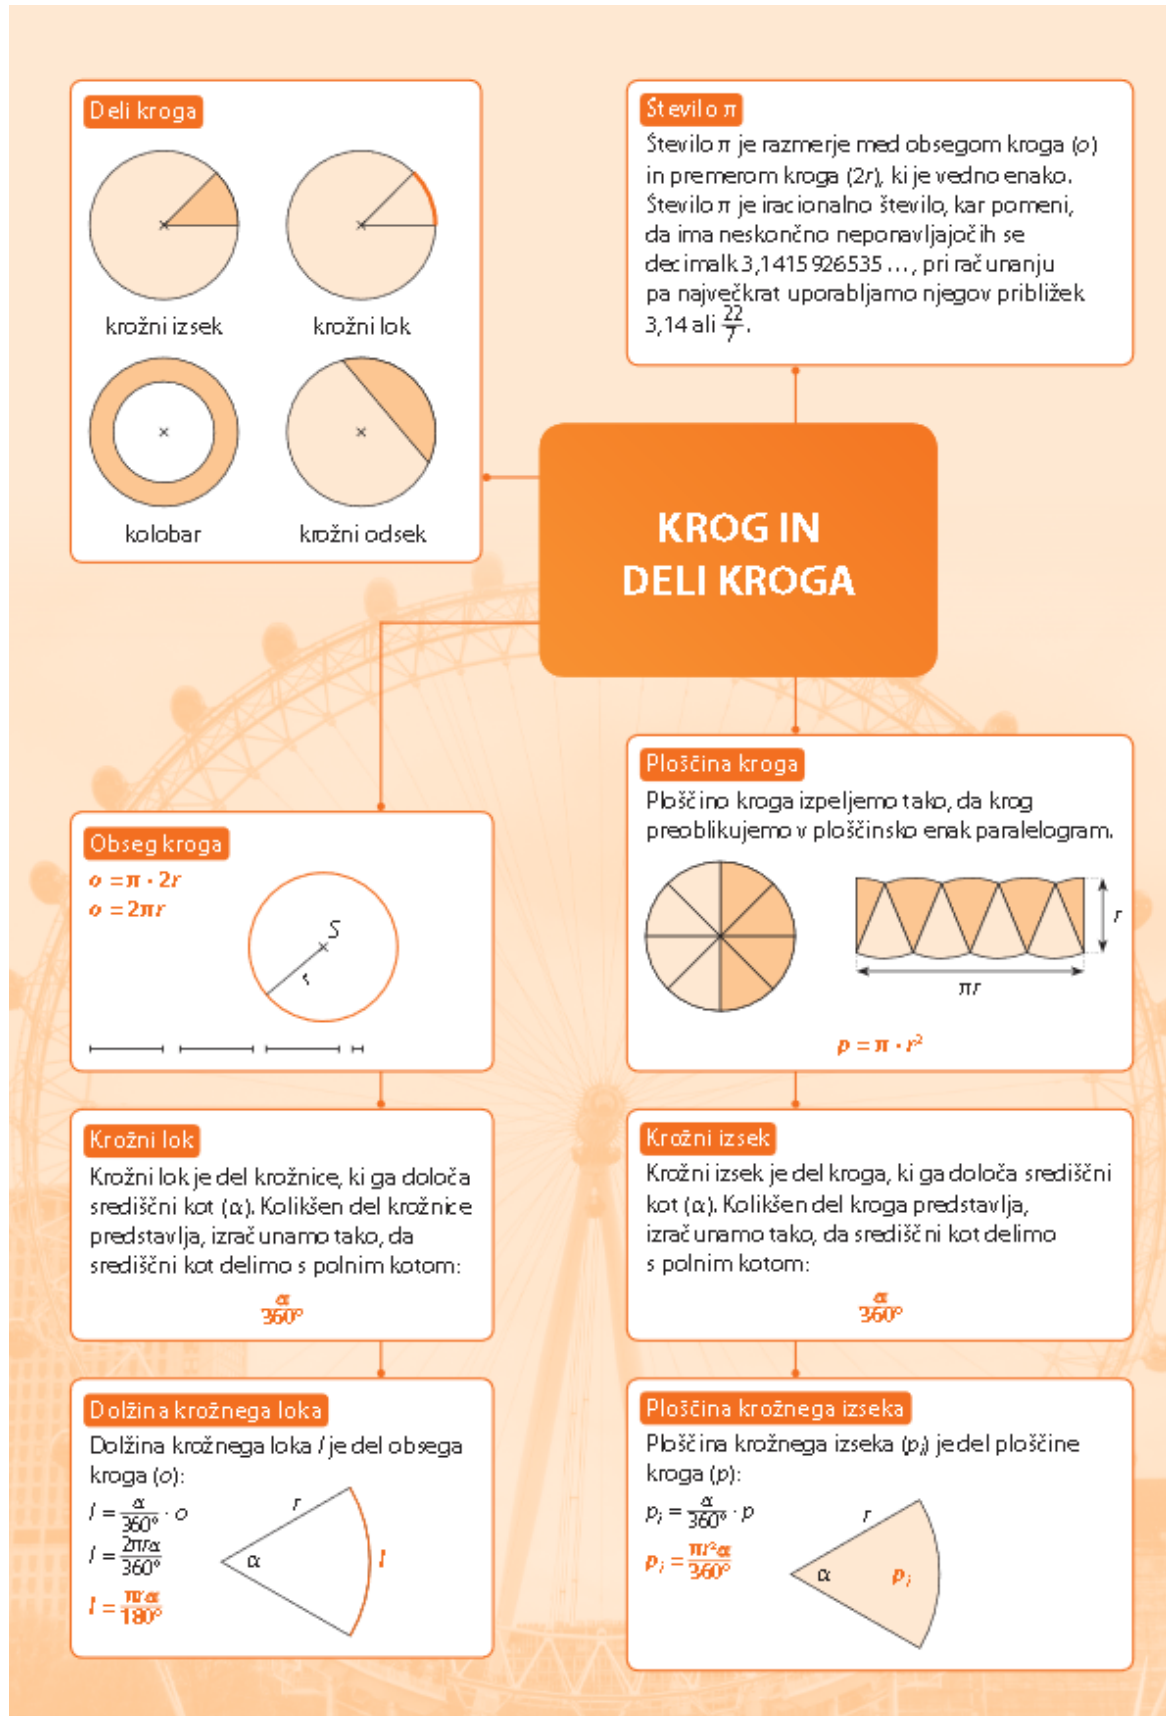 Deli kroga
krožni izsek
krožni lok
kolobar
krožni odsek
Število π
Število π je razmerje med obsegom kroga (o)
in premerom kroga (2r), ki je vedno enako.
Število π je iracionalno število, kar pomeni,
da ima neskončno neponavljajočih se
decimalk 3,1415926535 ..., pri računanju
pa največkrat uporabljamo njegov približek
3,14 ali 22/7.
KROG IN
DELI KROGA
Obseg kroga
o = π · 2r
o = 2πr
S
r
Ploščina kroga
Ploščino kroga izpeljemo tako, da krog
preoblikujemo v ploščinsko enak paralelogram.
r
πr
p = π · r²
Krožni lok
Krožni lok je del krožnice, ki ga določa
središčni kot (α). Kolikšen del krožnice
predstavlja, izračunamo tako, da
središčni kot delimo s polnim kotom:
α/360°
Krožni izsek
Krožni izsek je del kroga, ki ga določa središčni
kot (α). Kolikšen del kroga predstavlja,
izračunamo tako, da središčni kot delimo
s polnim kotom:
α/360°
Dolžina krožnega loka
Dolžina krožnega loka l je del obsega
kroga (o):
l = α/360° · o
l = 2πrα/360°
l = πrα/180°
r
α
l
Ploščina krožnega izseka
Ploščina krožnega izseka (pᵢ) je del ploščine
kroga (p):
pᵢ = α/360° · p
pᵢ = πr²α/360°
r
α
pᵢ